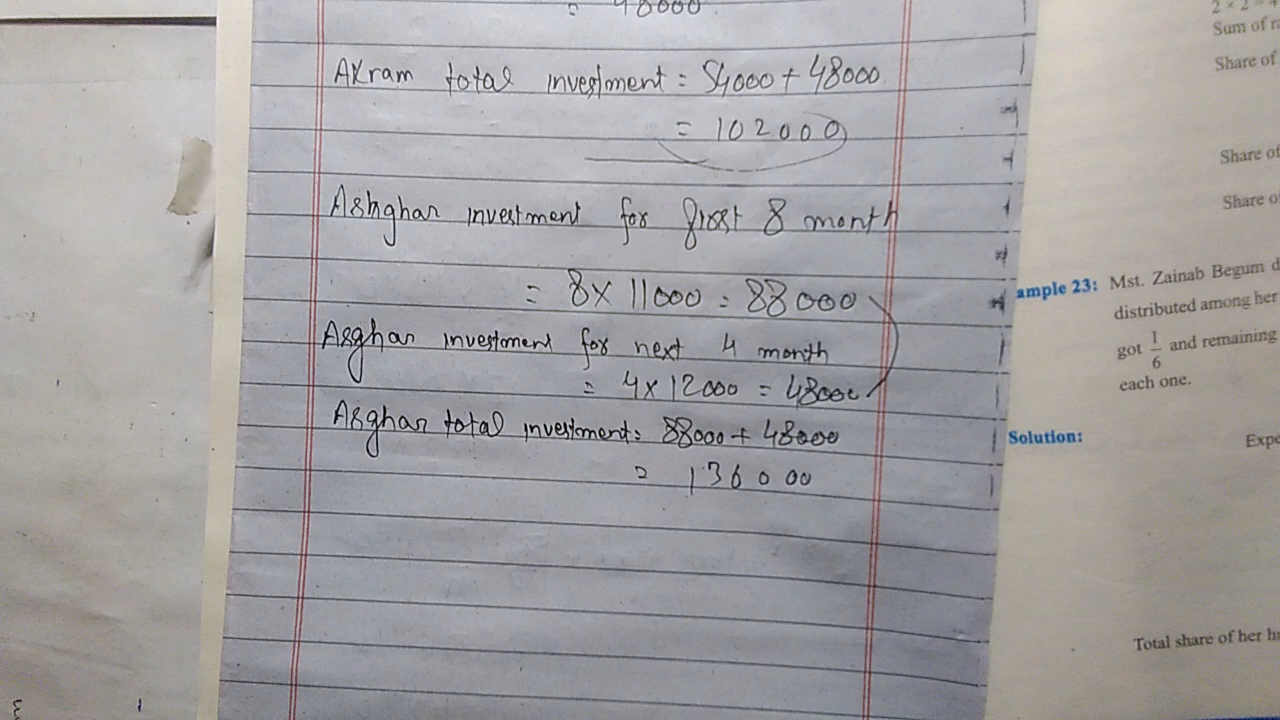 = 48000
AKram total investment = 54000 + 48000
= 102000
Ashghar investment for first 8 month
= 8 × 11000 = 88000
Asghar investment for next 4 month
= 4 × 12000 = 48000
Asghar total investment = 88000 + 48000
= 136000
2 × 2
Sum of
Share of
Share of
Share
ample 23: Mst. Zainab Begum
distributed among her
got 1/6 and remaining
each one.
Solution:
Total share of her